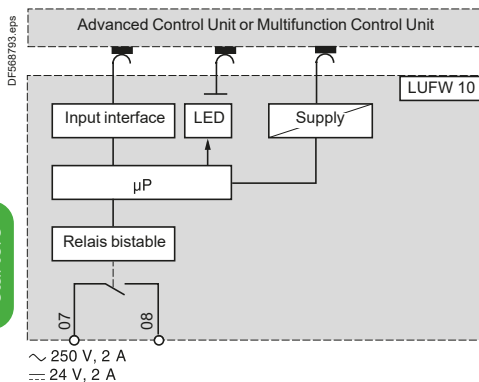 Advanced Control Unit or Multifunction Control Unit
DF568793.eps
LUFW 10
Input interface
LED
Supply
µP
Relais bistable
07
08
250 V, 2 A
24 V, 2 A